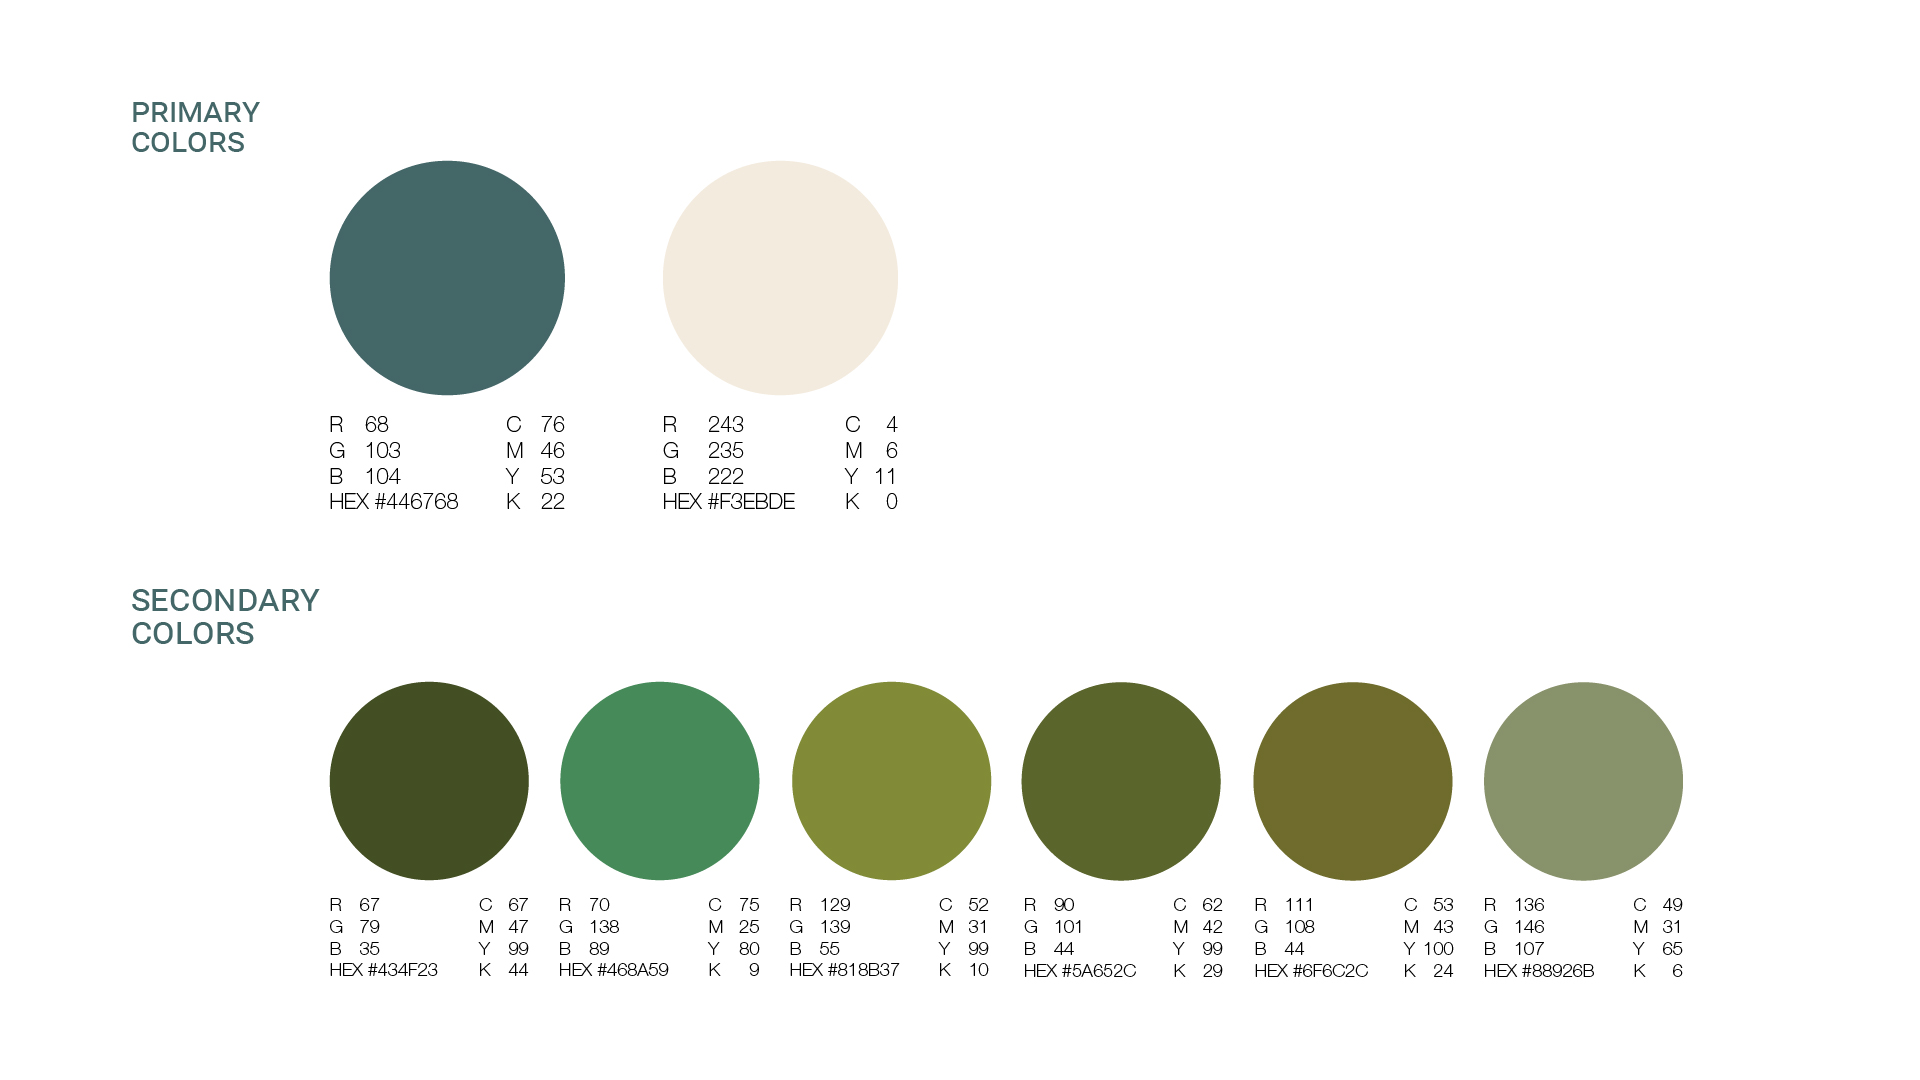 PRIMARY
COLORS
R 68 C 76
G 103 M 46
B 104 Y 53
HEX #446768 K 22
R 243 C 4
G 235 M 6
B 222 Y 11
HEX #F3EBDE K 0
SECONDARY
COLORS
R 67 C 67
G 79 M 47
B 35 Y 99
HEX #434F23 K 44
R 70 C 75
G 138 M 25
B 89 Y 80
HEX #468A59 K 9
R 129 C 52
G 139 M 31
B 55 Y 99
HEX #818B37 K 10
R 90 C 62
G 101 M 42
B 44 Y 99
HEX #5A652C K 29
R 111 C 53
G 108 M 43
B 44 Y 100
HEX #6F6C2C K 24
R 136 C 49
G 146 M 31
B 107 Y 65
HEX #88926B K 6